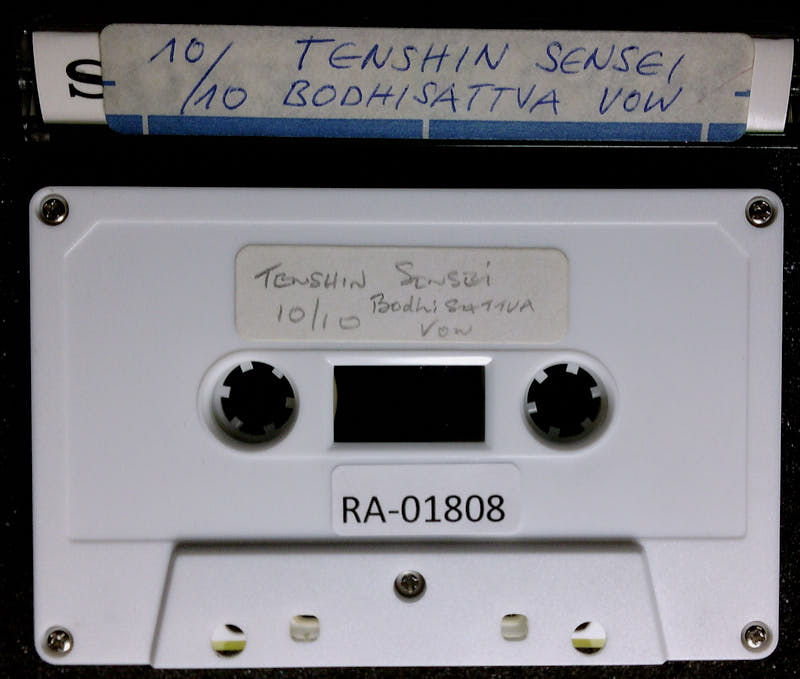 S
10/ TENSHIN SENSEI
/10 BODHISATTVA VOW
TENSHIN SENSEI
10/10 BODHISATTVA
VOW
RA-01808